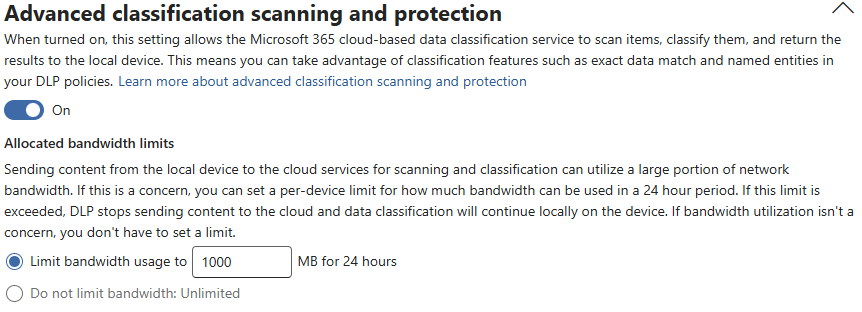 Advanced classification scanning and protection
When turned on, this setting allows the Microsoft 365 cloud-based data classification service to scan items, classify them, and return the
results to the local device. This means you can take advantage of classification features such as exact data match and named entities in
your DLP policies. Learn more about advanced classification scanning and protection
On
Allocated bandwidth limits
Sending content from the local device to the cloud services for scanning and classification can utilize a large portion of network
bandwidth. If this is a concern, you can set a per-device limit for how much bandwidth can be used in a 24 hour period. If this limit is
exceeded, DLP stops sending content to the cloud and data classification will continue locally on the device. If bandwidth utilization isn't a
concern, you don't have to set a limit.
Limit bandwidth usage to 1000 MB for 24 hours
Do not limit bandwidth: Unlimited